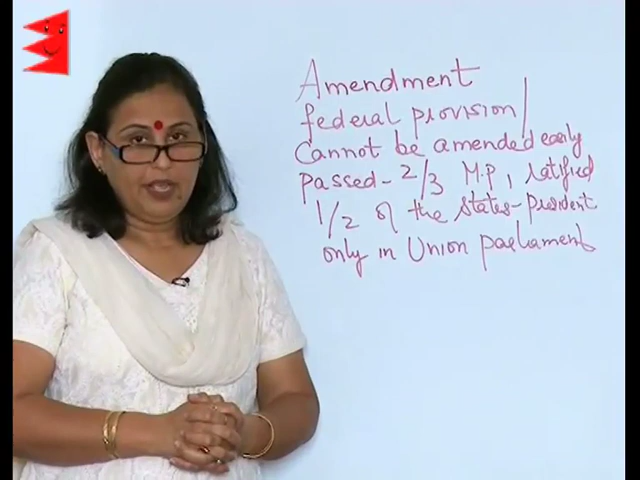 Amendment
federal provision/
Cannot be amended early
passed - 2/3 M.P, ratified
1/2 of the states - president
only in Union parliament